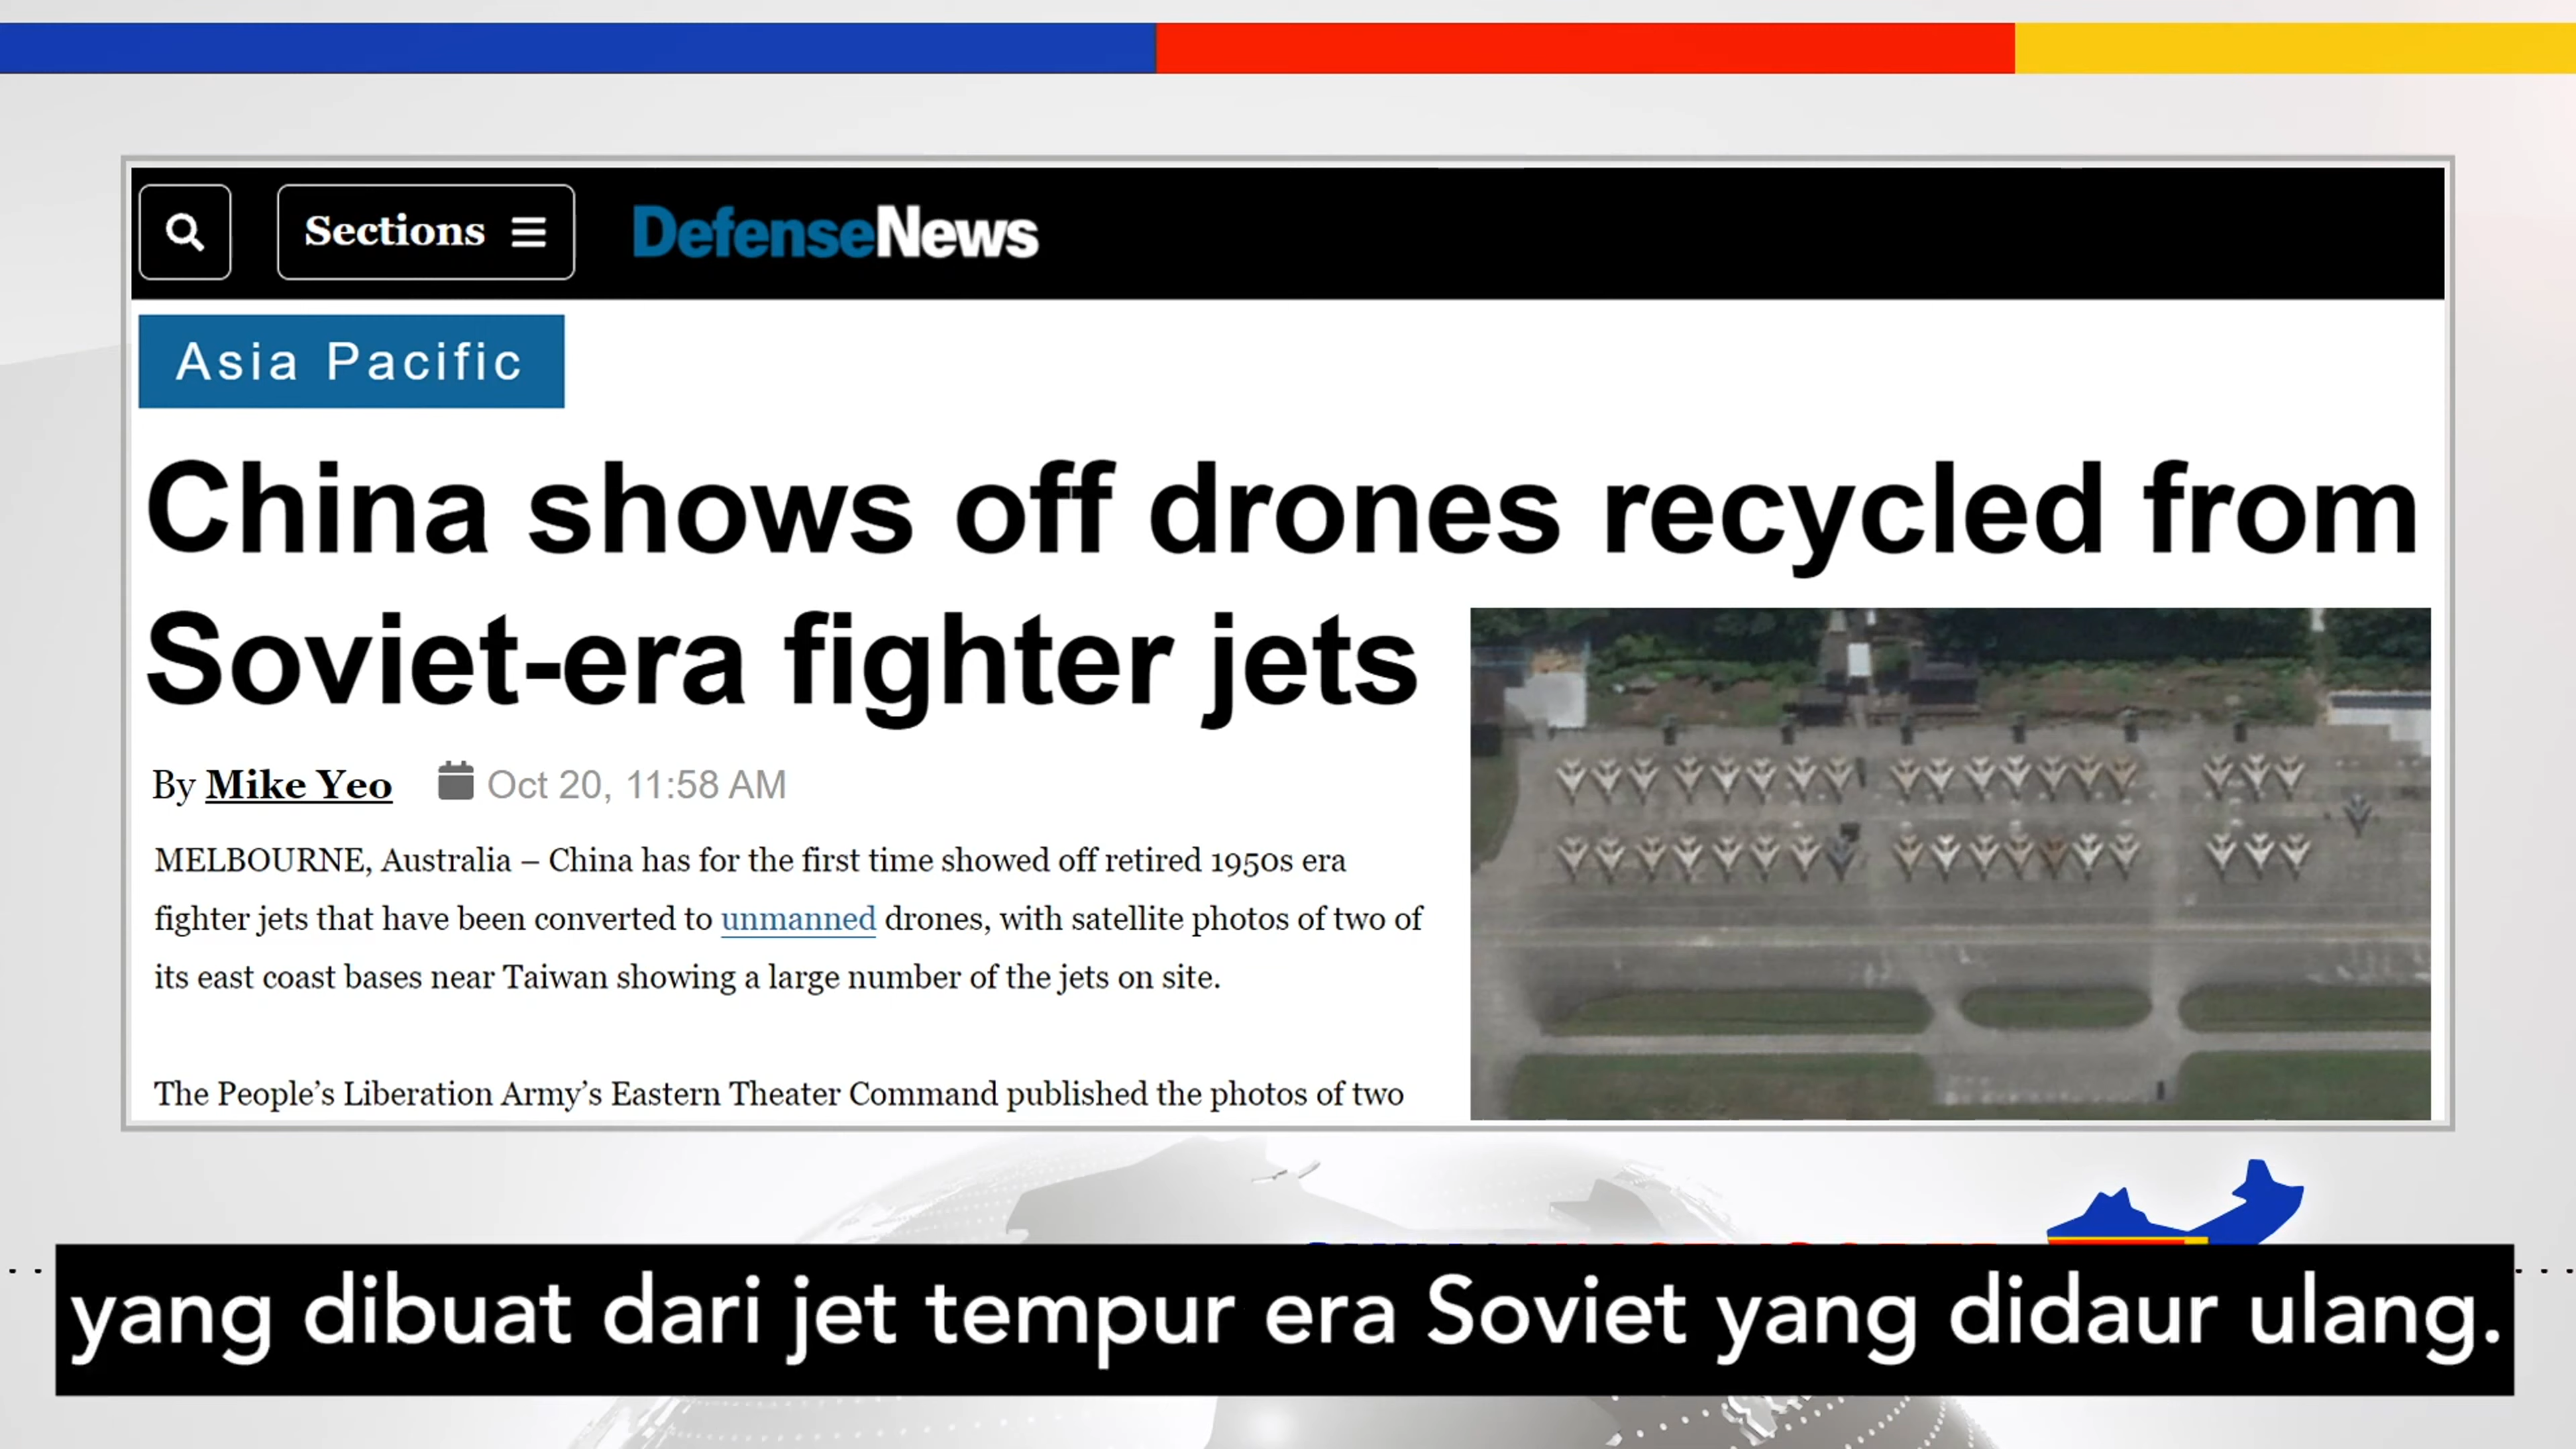 Sections
DefenseNews
Asia Pacific
China shows off drones recycled from
Soviet-era fighter jets
By Mike Yeo Oct 20, 11:58 AM
MELBOURNE, Australia – China has for the first time showed off retired 1950s era
fighter jets that have been converted to unmanned drones, with satellite photos of two of
its east coast bases near Taiwan showing a large number of the jets on site.
The People’s Liberation Army’s Eastern Theater Command published the photos of two
yang dibuat dari jet tempur era Soviet yang didaur ulang.